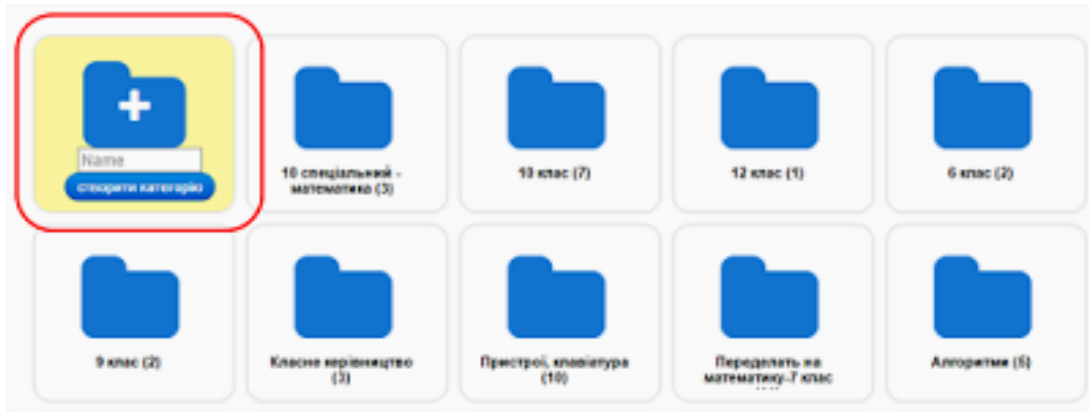 Name
створити категорію
10 спеціальний -
математика (3)
10 клас (7)
12 клас (1)
6 клас (2)
9 клас (2)
Класне керівництво
(3)
Пристрої, клавіатура
(10)
Переделать на
математику-7 клас
Алгоритми (5)